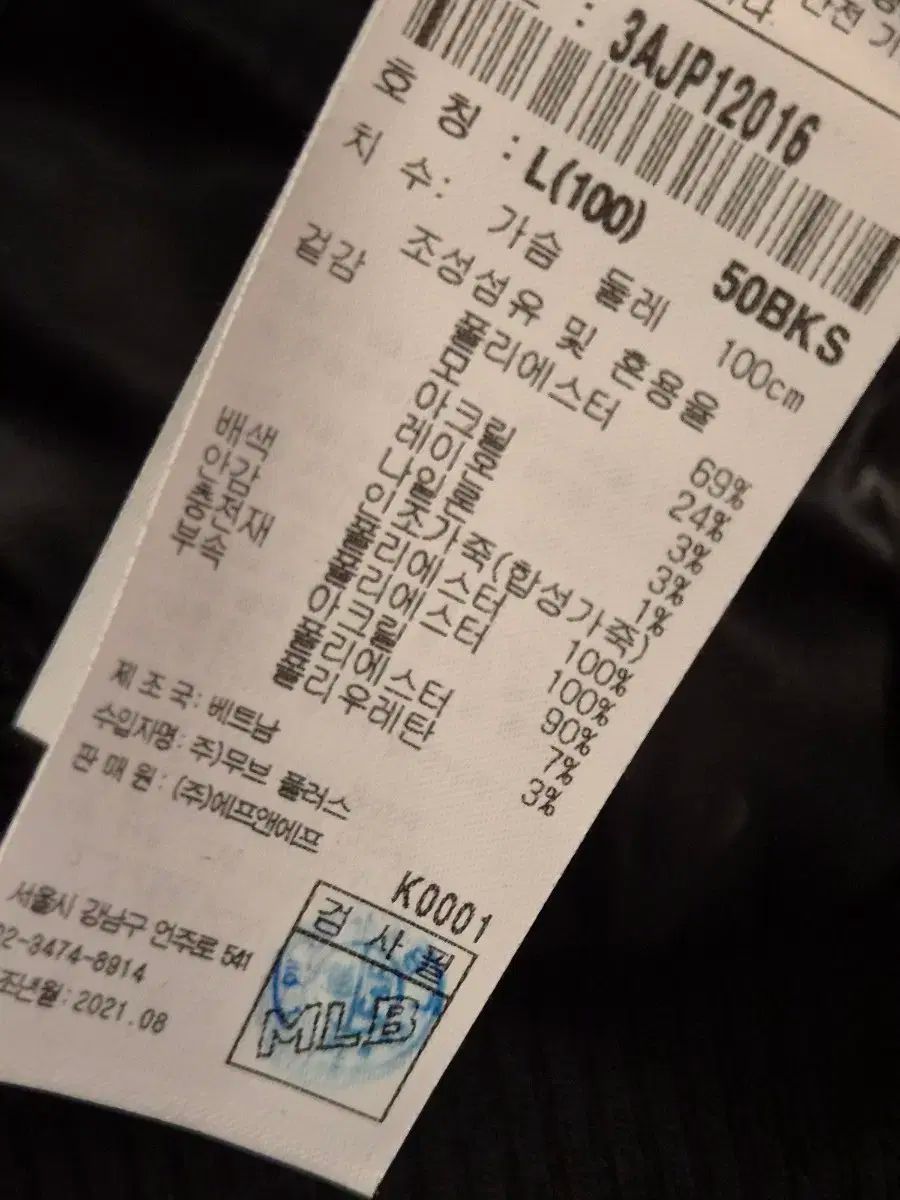 : 3AJP12016
호 칭 : L(100) 50BKS
치 수: 가슴 둘레 100cm
조성섬유 및 혼용율
겉감 폴리에스터 69%
모 24%
아크릴 3%
레이온 3%
나일론 1%
배색 인조가죽(합성가죽)
안감 폴리에스터 100%
충전재 폴리에스터 100%
부속 아크릴 90%
폴리에스터 7%
폴리우레탄 3%
제 조 국: 베트남
수입자명: 주)무브 플러스
판 매 원: (주)에프앤에프
K0001
서울시 강남구 언주로 541
02-3474-8914
조년월: 2021.08
검 사 필
MLB